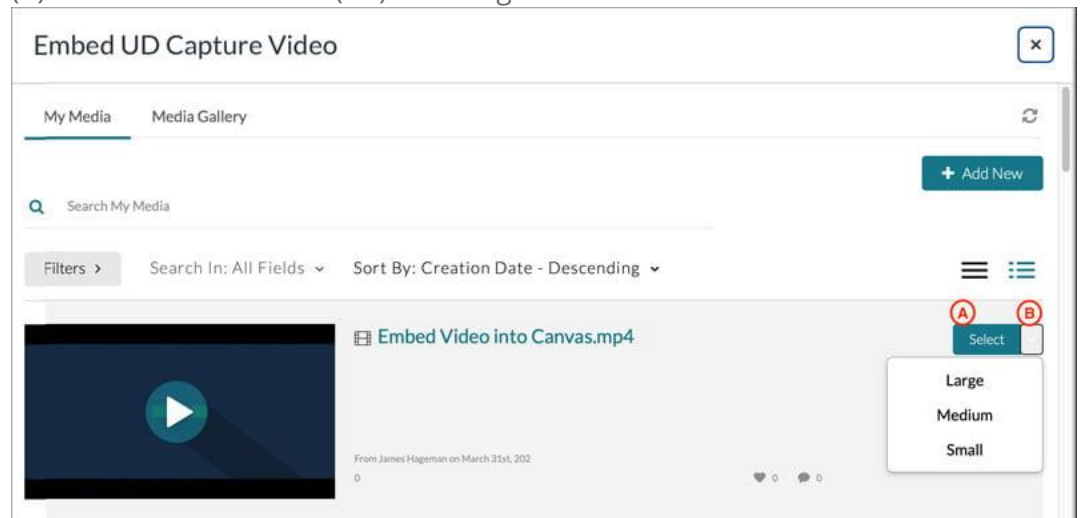 Embed UD Capture Video
My Media Media Gallery
+ Add New
Search My Media
Filters > Search In: All Fields Sort By: Creation Date - Descending
A B
Embed Video into Canvas.mp4 Select
Large
Medium
Small
From James Hageman on March 31st, 202
0 0 0